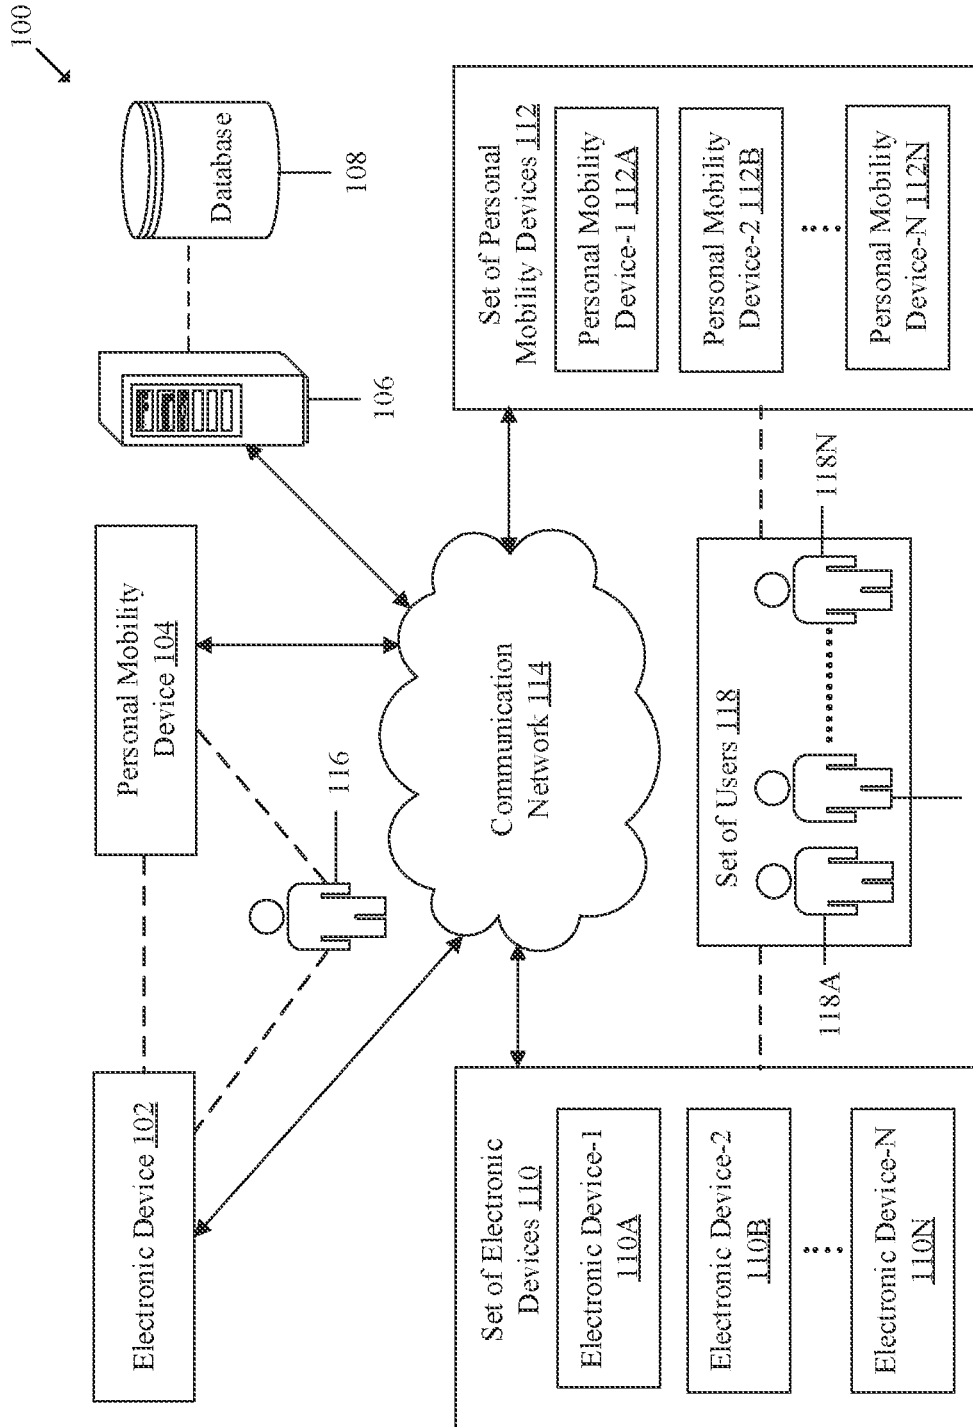 100
Electronic Device 102
Personal Mobility
Device 104
106
Database
108
116
Communication
Network 114
Set of Electronic
Devices 110
Electronic Device-1
110A
Electronic Device-2
110B
Electronic Device-N
110N
Set of Users 118
118A
118N
Set of Personal
Mobility Devices 112
Personal Mobility
Device-1 112A
Personal Mobility
Device-2 112B
Personal Mobility
Device-N 112N